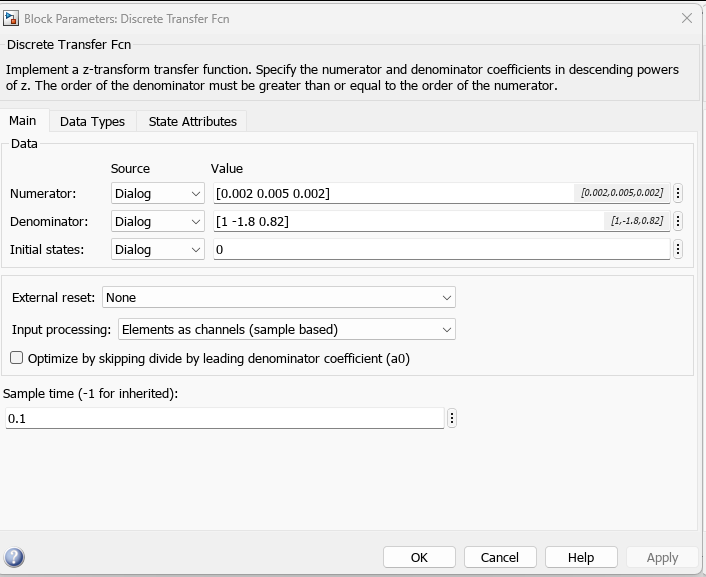 Block Parameters: Discrete Transfer Fcn
Discrete Transfer Fcn
Implement a z-transform transfer function. Specify the numerator and denominator coefficients in descending powers
of z. The order of the denominator must be greater than or equal to the order of the numerator.
Main Data Types State Attributes
Data
Source Value
Numerator: Dialog [0.002 0.005 0.002] [0.002,0.005,0.002]
Denominator: Dialog [1 -1.8 0.82] [1,-1.8,0.82]
Initial states: Dialog 0
External reset: None
Input processing: Elements as channels (sample based)
Optimize by skipping divide by leading denominator coefficient (a0)
Sample time (-1 for inherited):
0.1
? OK Cancel Help Apply